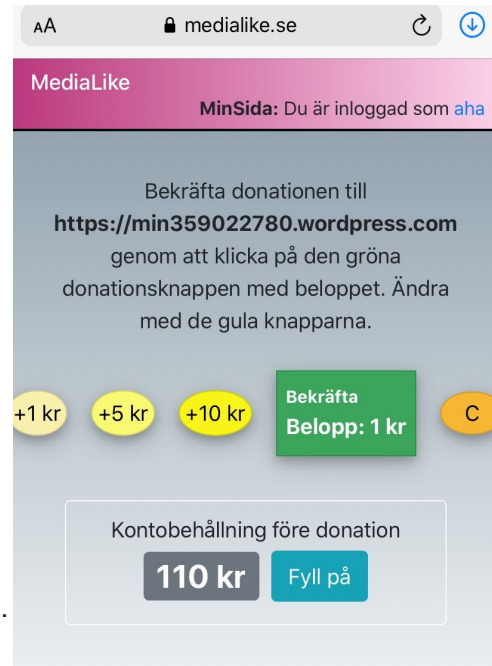 AA medialike.se
MediaLike
MinSida: Du är inloggad som aha
Bekräfta donationen till
https://min359022780.wordpress.com
genom att klicka på den gröna
donationsknappen med beloppet. Ändra
med de gula knapparna.
+1 kr +5 kr +10 kr Bekräfta C
Belopp: 1 kr
Kontobehållning före donation
110 kr Fyll på
.